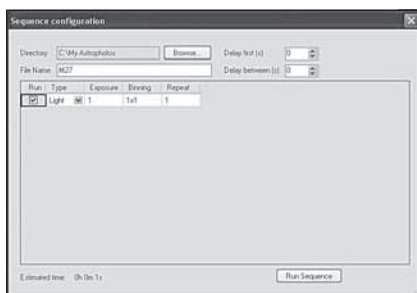 Sequence configuration
Directory C:\My Astrophotos Browse... Delay first (s) 0
File Name M27 Delay between (s) 0
Run Type Exposure Binning Repeat
Light 1 1x1 1
Estimated time: 0h 0m 1s Run Sequence